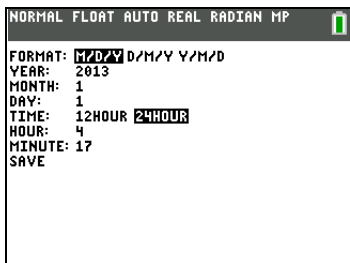 NORMAL FLOAT AUTO REAL RADIAN MP
FORMAT: M/D/Y D/M/Y Y/M/D
YEAR: 2013
MONTH: 1
DAY: 1
TIME: 12HOUR 24HOUR
HOUR: 4
MINUTE: 17
SAVE